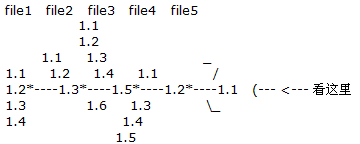 file1 file2 file3 file4 file5
1.1
1.2
1.1 1.3 _
1.1 1.2 1.4 1.1 /
1.2*----1.3*----1.5*----1.2*----1.1 (--- <--- 看这里
1.3 1.6 1.3 \_
1.4 1.4
1.5